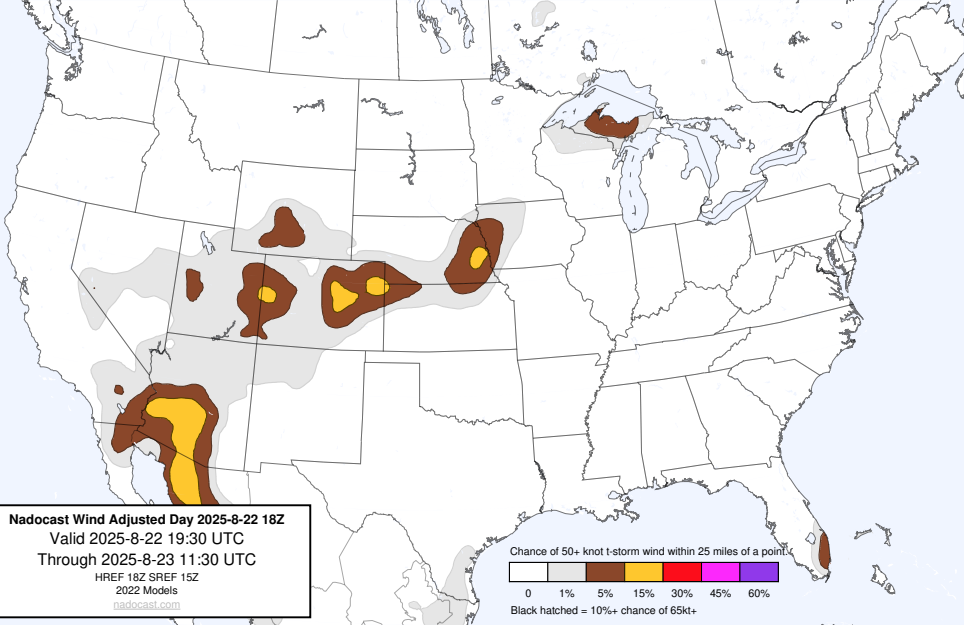 Nadocast Wind Adjusted Day 2025-8-22 18Z
Valid 2025-8-22 19:30 UTC
Through 2025-8-23 11:30 UTC
HREF 18Z SREF 15Z
2022 Models
nadocast.com
Chance of 50+ knot t-storm wind within 25 miles of a point.
0 1% 5% 15% 30% 45% 60%
Black hatched = 10%+ chance of 65kt+